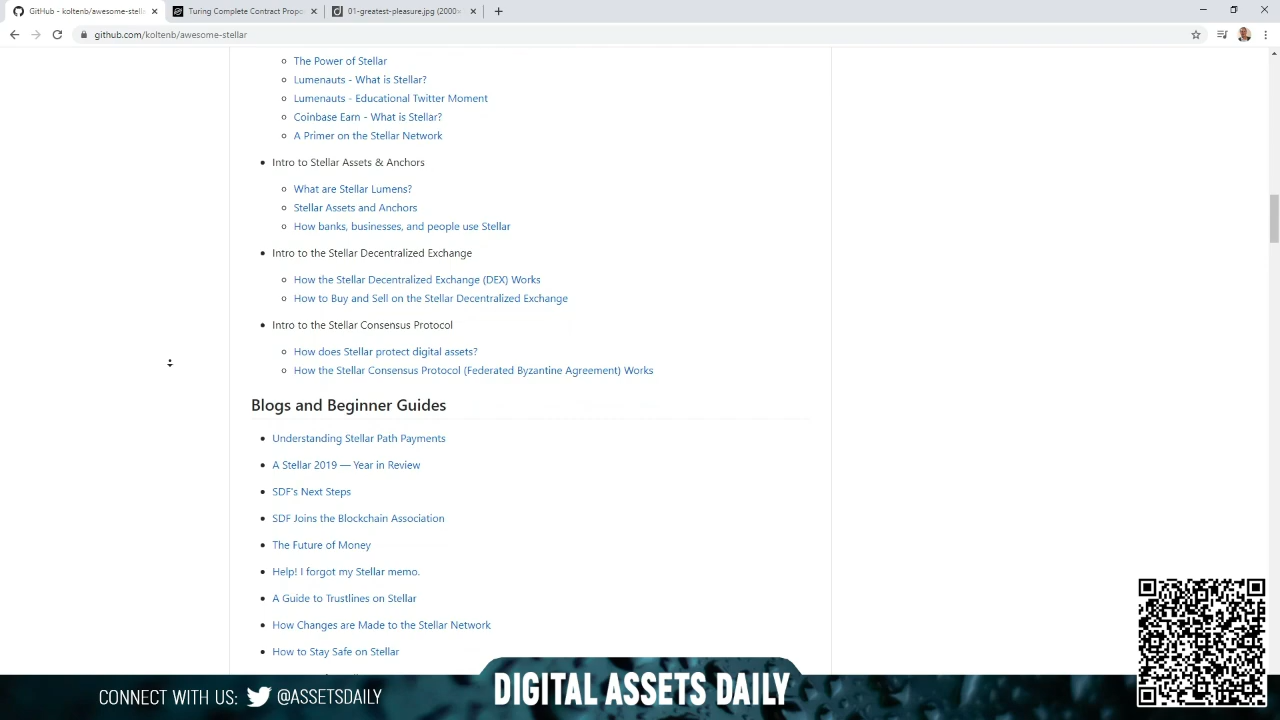 GitHub - koltenb/awesome-stella
Turing Complete Contract Propo
01-greatest-pleasure.jpg (2000×
github.com/koltenb/awesome-stellar
The Power of Stellar
Lumenauts - What is Stellar?
Lumenauts - Educational Twitter Moment
Coinbase Earn - What is Stellar?
A Primer on the Stellar Network
Intro to Stellar Assets & Anchors
What are Stellar Lumens?
Stellar Assets and Anchors
How banks, businesses, and people use Stellar
Intro to the Stellar Decentralized Exchange
How the Stellar Decentralized Exchange (DEX) Works
How to Buy and Sell on the Stellar Decentralized Exchange
Intro to the Stellar Consensus Protocol
How does Stellar protect digital assets?
How the Stellar Consensus Protocol (Federated Byzantine Agreement) Works
Blogs and Beginner Guides
Understanding Stellar Path Payments
A Stellar 2019 — Year in Review
SDF's Next Steps
SDF Joins the Blockchain Association
The Future of Money
Help! I forgot my Stellar memo.
A Guide to Trustlines on Stellar
How Changes are Made to the Stellar Network
How to Stay Safe on Stellar
CONNECT WITH US: @ASSETSDAILY
DIGITAL ASSETS DAILY